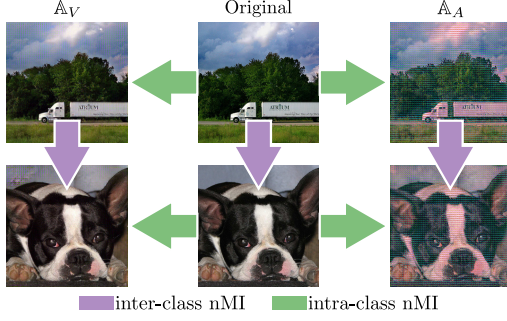 𝔸_V Original 𝔸_A
inter-class nMI intra-class nMI